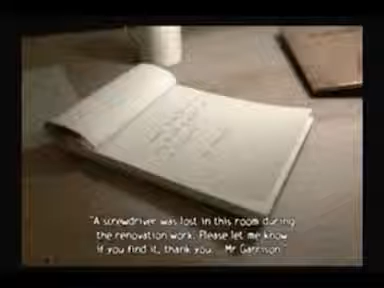 "A screwdriver was lost in this room during
the renovation work. Please let me know
if you find it, thank you. Mr Garrison"